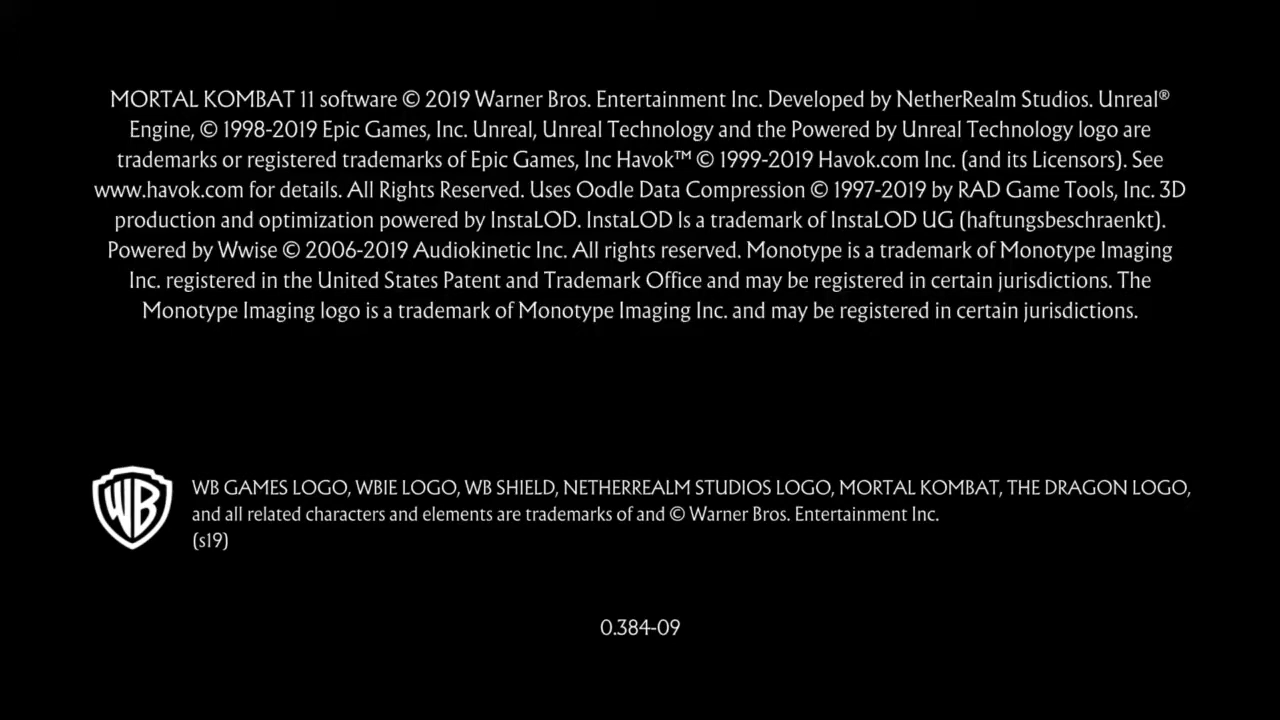 MORTAL KOMBAT 11 software © 2019 Warner Bros. Entertainment Inc. Developed by NetherRealm Studios. Unreal®
Engine, © 1998-2019 Epic Games, Inc. Unreal, Unreal Technology and the Powered by Unreal Technology logo are
trademarks or registered trademarks of Epic Games, Inc Havok™ © 1999-2019 Havok.com Inc. (and its Licensors). See
www.havok.com for details. All Rights Reserved. Uses Oodle Data Compression © 1997-2019 by RAD Game Tools, Inc. 3D
production and optimization powered by InstaLOD. InstaLOD Is a trademark of InstaLOD UG (haftungsbeschraenkt).
Powered by Wwise © 2006-2019 Audiokinetic Inc. All rights reserved. Monotype is a trademark of Monotype Imaging
Inc. registered in the United States Patent and Trademark Office and may be registered in certain jurisdictions. The
Monotype Imaging logo is a trademark of Monotype Imaging Inc. and may be registered in certain jurisdictions.
WB
WB GAMES LOGO, WBIE LOGO, WB SHIELD, NETHERREALM STUDIOS LOGO, MORTAL KOMBAT, THE DRAGON LOGO,
and all related characters and elements are trademarks of and © Warner Bros. Entertainment Inc.
(s19)
0.384-09